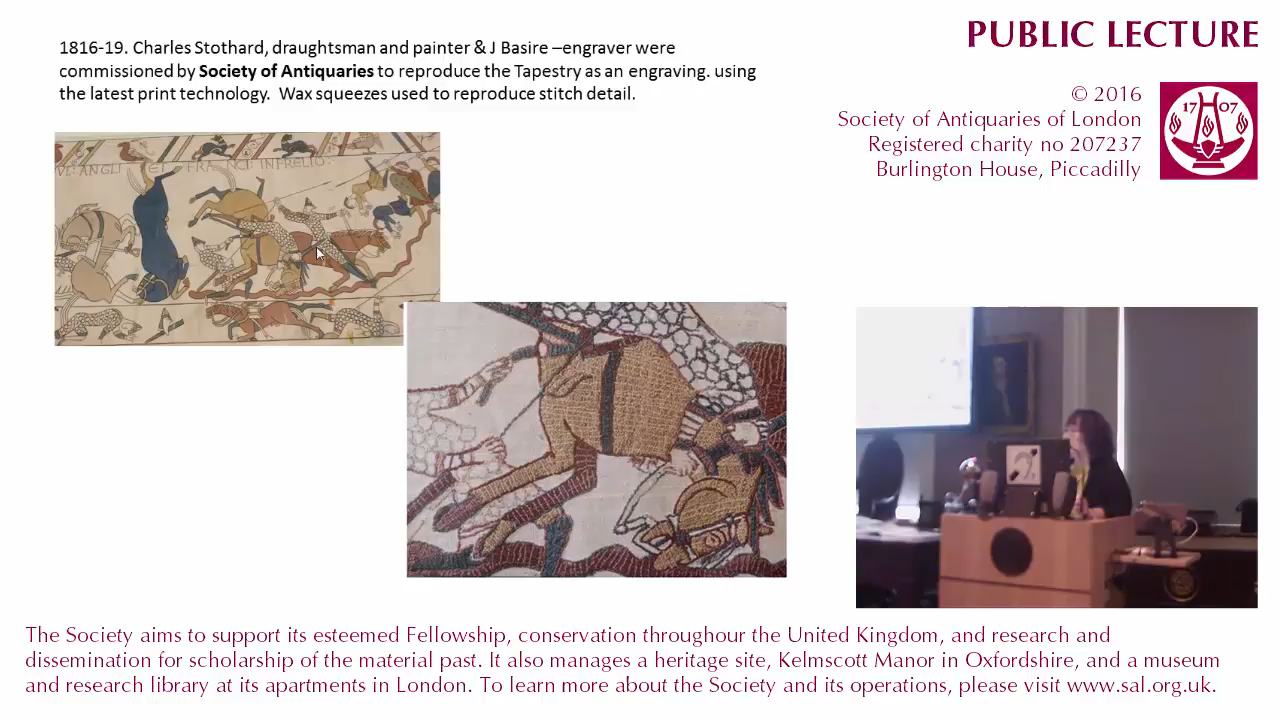 1816-19. Charles Stothard, draughtsman and painter & J Basire –engraver were
commissioned by Society of Antiquaries to reproduce the Tapestry as an engraving. using
the latest print technology.  Wax squeezes used to reproduce stitch detail.
PUBLIC LECTURE
© 2016
Society of Antiquaries of London
Registered charity no 207237
Burlington House, Piccadilly
17 07
ET FRANCI INPRELIO:
The Society aims to support its esteemed Fellowship, conservation throughour the United Kingdom, and research and
dissemination for scholarship of the material past. It also manages a heritage site, Kelmscott Manor in Oxfordshire, and a museum
and research library at its apartments in London. To learn more about the Society and its operations, please visit www.sal.org.uk.